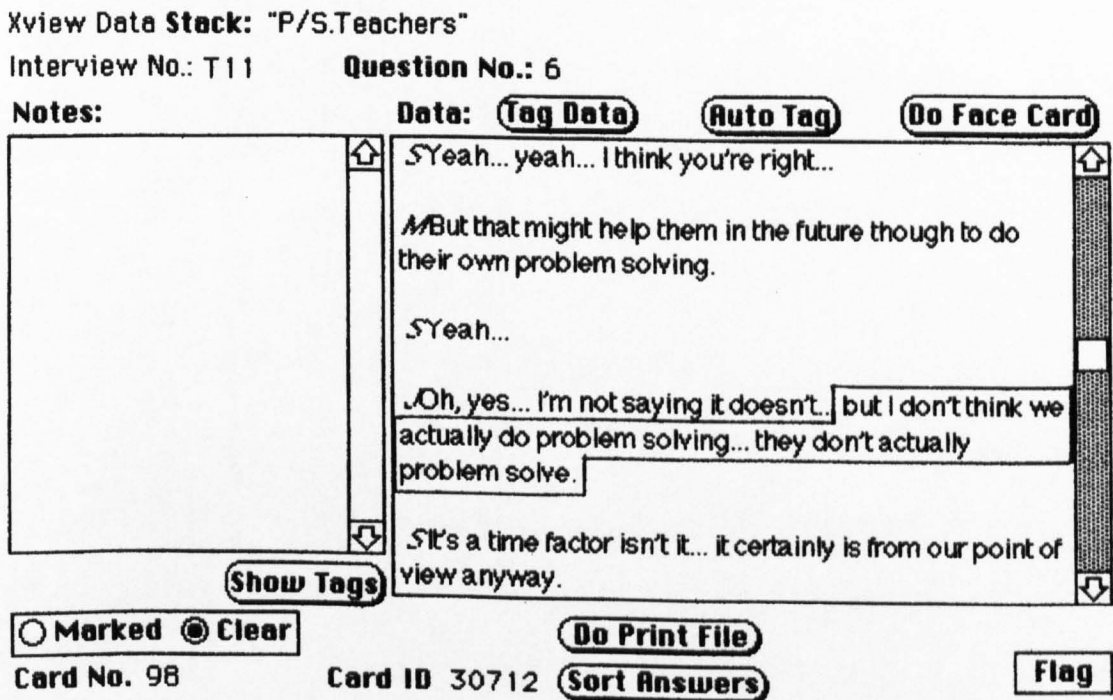 Xview Data Stack: "P/S.Teachers"
Interview No.: T11 Question No.: 6
Notes: Data: Tag Data Auto Tag Do Face Card
SYeah... yeah... I think you're right...
MBut that might help them in the future though to do
their own problem solving.
SYeah...
JOh, yes... I'm not saying it doesn't.. but I don't think we
actually do problem solving... they don't actually
problem solve.
SIt's a time factor isn't it... it certainly is from our point of
view anyway.
Show Tags
Marked Clear Do Print File
Card No. 98 Card ID 30712 Sort Answers Flag